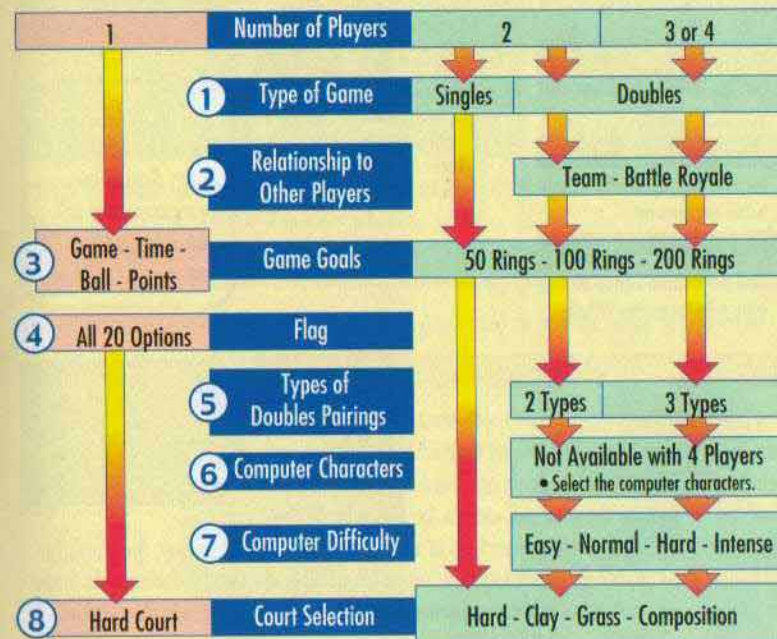 1 Number of Players 2 3 or 4
1 Type of Game Singles Doubles
2 Relationship to
Other Players
Team - Battle Royale
3 Game - Time -
Ball - Points
Game Goals 50 Rings - 100 Rings - 200 Rings
4 All 20 Options Flag
5 Types of
Doubles Pairings
2 Types 3 Types
6 Computer Characters Not Available with 4 Players
• Select the computer characters.
7 Computer Difficulty Easy - Normal - Hard - Intense
8 Hard Court Court Selection Hard - Clay - Grass - Composition